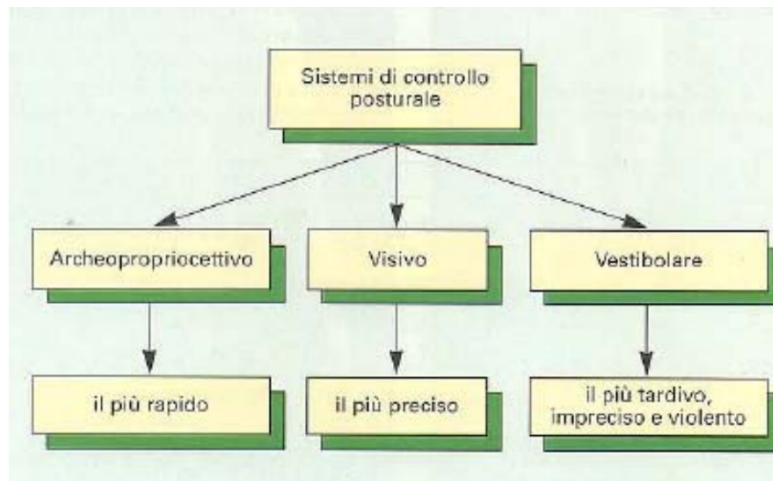 Sistemi di controllo
posturale
Archeopropriocettivo
Visivo
Vestibolare
il più rapido
il più preciso
il più tardivo,
impreciso e violento